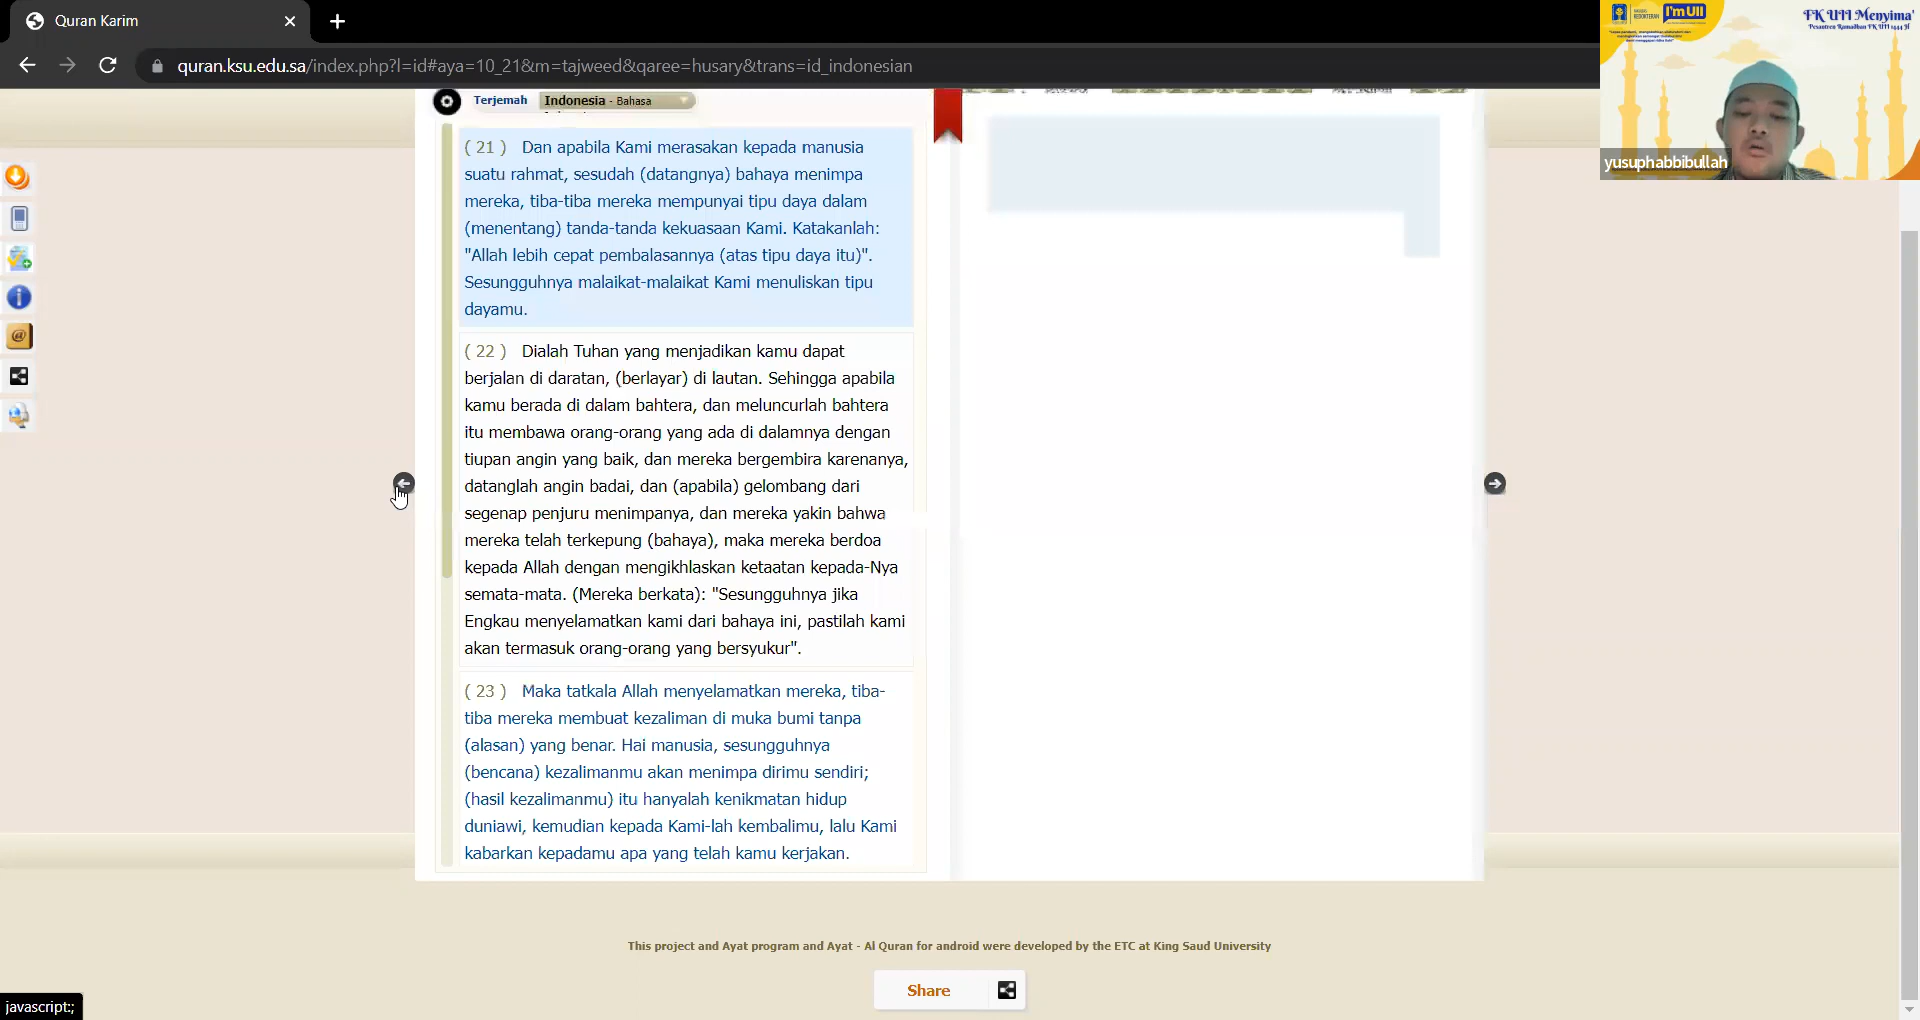 Quran Karim
quran.ksu.edu.sa/index.php?l=id#aya=10_21&m=tajweed&qaree=husary&trans=id_indonesian
FK UII Menyima'
Pesantren Ramadhan FK UII 1444 H
I'm UII
yusuphabbibullah
Terjemah Indonesia - Bahasa
( 21 ) Dan apabila Kami merasakan kepada manusia
suatu rahmat, sesudah (datangnya) bahaya menimpa
mereka, tiba-tiba mereka mempunyai tipu daya dalam
(menentang) tanda-tanda kekuasaan Kami. Katakanlah:
"Allah lebih cepat pembalasannya (atas tipu daya itu)".
Sesungguhnya malaikat-malaikat Kami menuliskan tipu
dayamu.
( 22 ) Dialah Tuhan yang menjadikan kamu dapat
berjalan di daratan, (berlayar) di lautan. Sehingga apabila
kamu berada di dalam bahtera, dan meluncurlah bahtera
itu membawa orang-orang yang ada di dalamnya dengan
tiupan angin yang baik, dan mereka bergembira karenanya,
datanglah angin badai, dan (apabila) gelombang dari
segenap penjuru menimpanya, dan mereka yakin bahwa
mereka telah terkepung (bahaya), maka mereka berdoa
kepada Allah dengan mengikhlaskan ketaatan kepada-Nya
semata-mata. (Mereka berkata): "Sesungguhnya jika
Engkau menyelamatkan kami dari bahaya ini, pastilah kami
akan termasuk orang-orang yang bersyukur".
( 23 ) Maka tatkala Allah menyelamatkan mereka, tiba-
tiba mereka membuat kezaliman di muka bumi tanpa
(alasan) yang benar. Hai manusia, sesungguhnya
(bencana) kezalimanmu akan menimpa dirimu sendiri;
(hasil kezalimanmu) itu hanyalah kenikmatan hidup
duniawi, kemudian kepada Kami-lah kembalimu, lalu Kami
kabarkan kepadamu apa yang telah kamu kerjakan.
This project and Ayat program and Ayat - Al Quran for android were developed by the ETC at King Saud University
Share
javascript:;